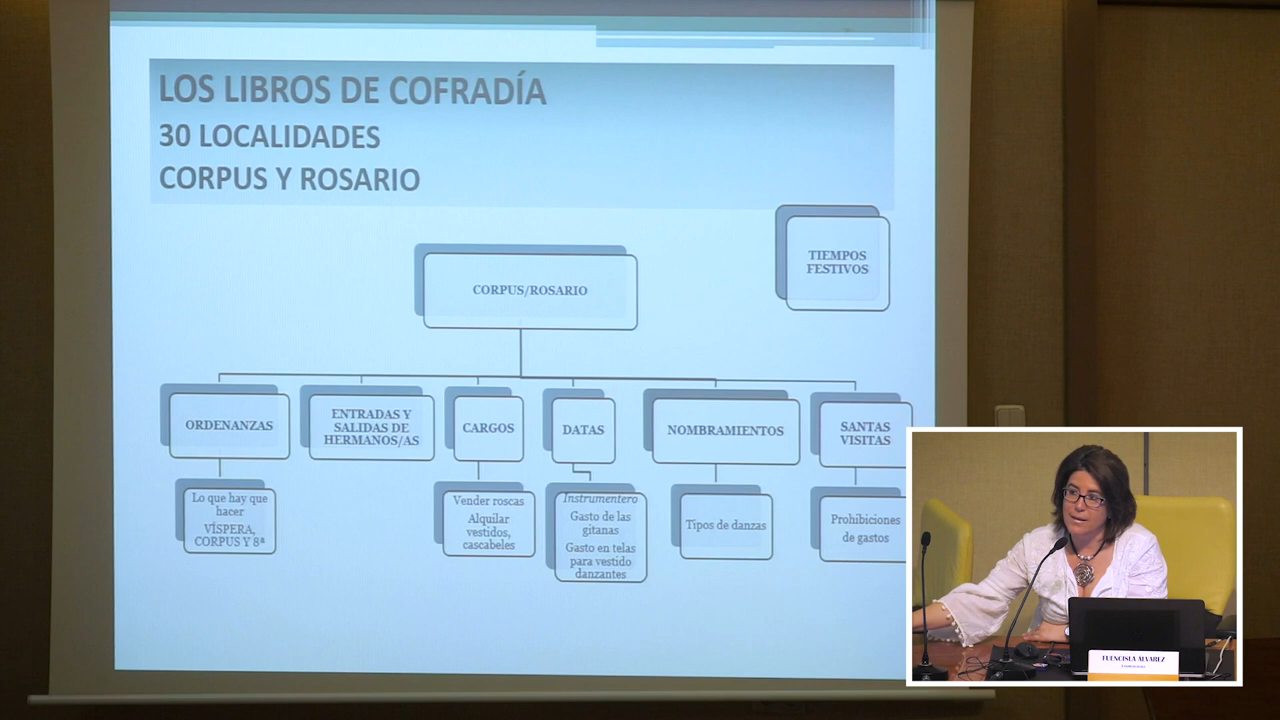 LOS LIBROS DE COFRADÍA
30 LOCALIDADES
CORPUS Y ROSARIO
TIEMPOS
FESTIVOS
CORPUS/ROSARIO
ORDENANZAS
ENTRADAS Y
SALIDAS DE
HERMANOS/AS
CARGOS
DATAS
NOMBRAMIENTOS
SANTAS
VISITAS
Lo que hay que
hacer
VÍSPERA,
CORPUS Y 8ª
Vender roscas
Alquilar
vestidos,
cascabeles
Instrumentero
Gasto de las
gitanas
Gasto en telas
para vestido
danzantes
Tipos de danzas
Prohibiciones
de gastos
FUENCISLA ÁLVAREZ